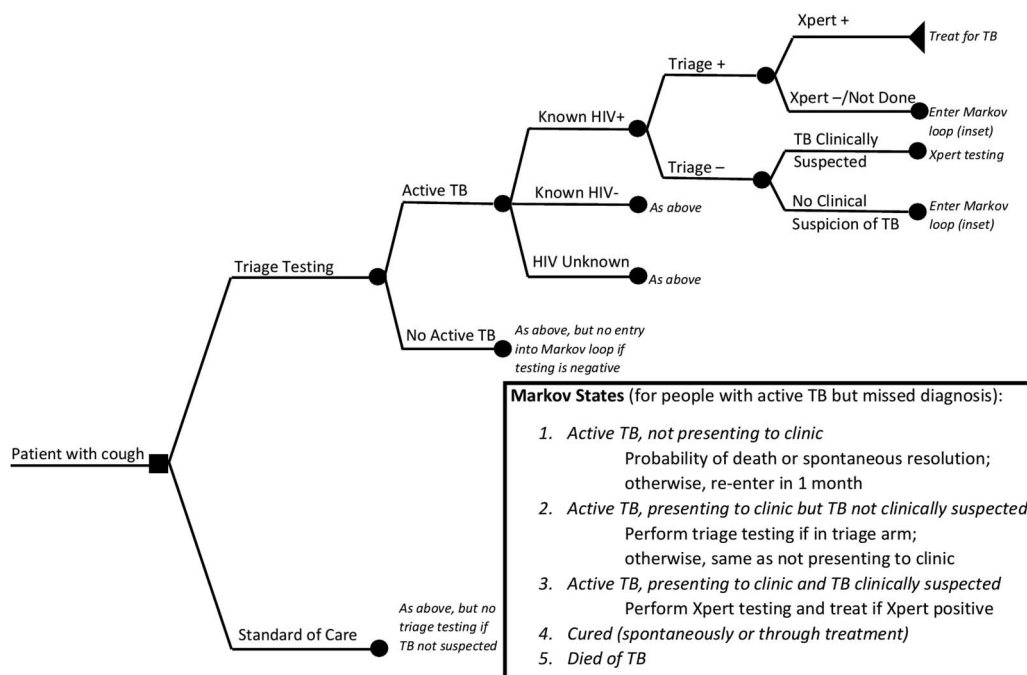 Xpert +
Treat for TB
Triage +
Xpert –/Not Done
Enter Markov
loop (inset)
Known HIV+
TB Clinically
Suspected
Xpert testing
Triage –
Active TB
No Clinical
Suspicion of TB
Enter Markov
loop (inset)
Known HIV-
As above
Triage Testing
HIV Unknown
As above
No Active TB
As above, but no entry
into Markov loop if
testing is negative
Patient with cough
Standard of Care
As above, but no
triage testing if
TB not suspected
Markov States (for people with active TB but missed diagnosis):
1. Active TB, not presenting to clinic
Probability of death or spontaneous resolution;
otherwise, re-enter in 1 month
2. Active TB, presenting to clinic but TB not clinically suspected
Perform triage testing if in triage arm;
otherwise, same as not presenting to clinic
3. Active TB, presenting to clinic and TB clinically suspected
Perform Xpert testing and treat if Xpert positive
4. Cured (spontaneously or through treatment)
5. Died of TB